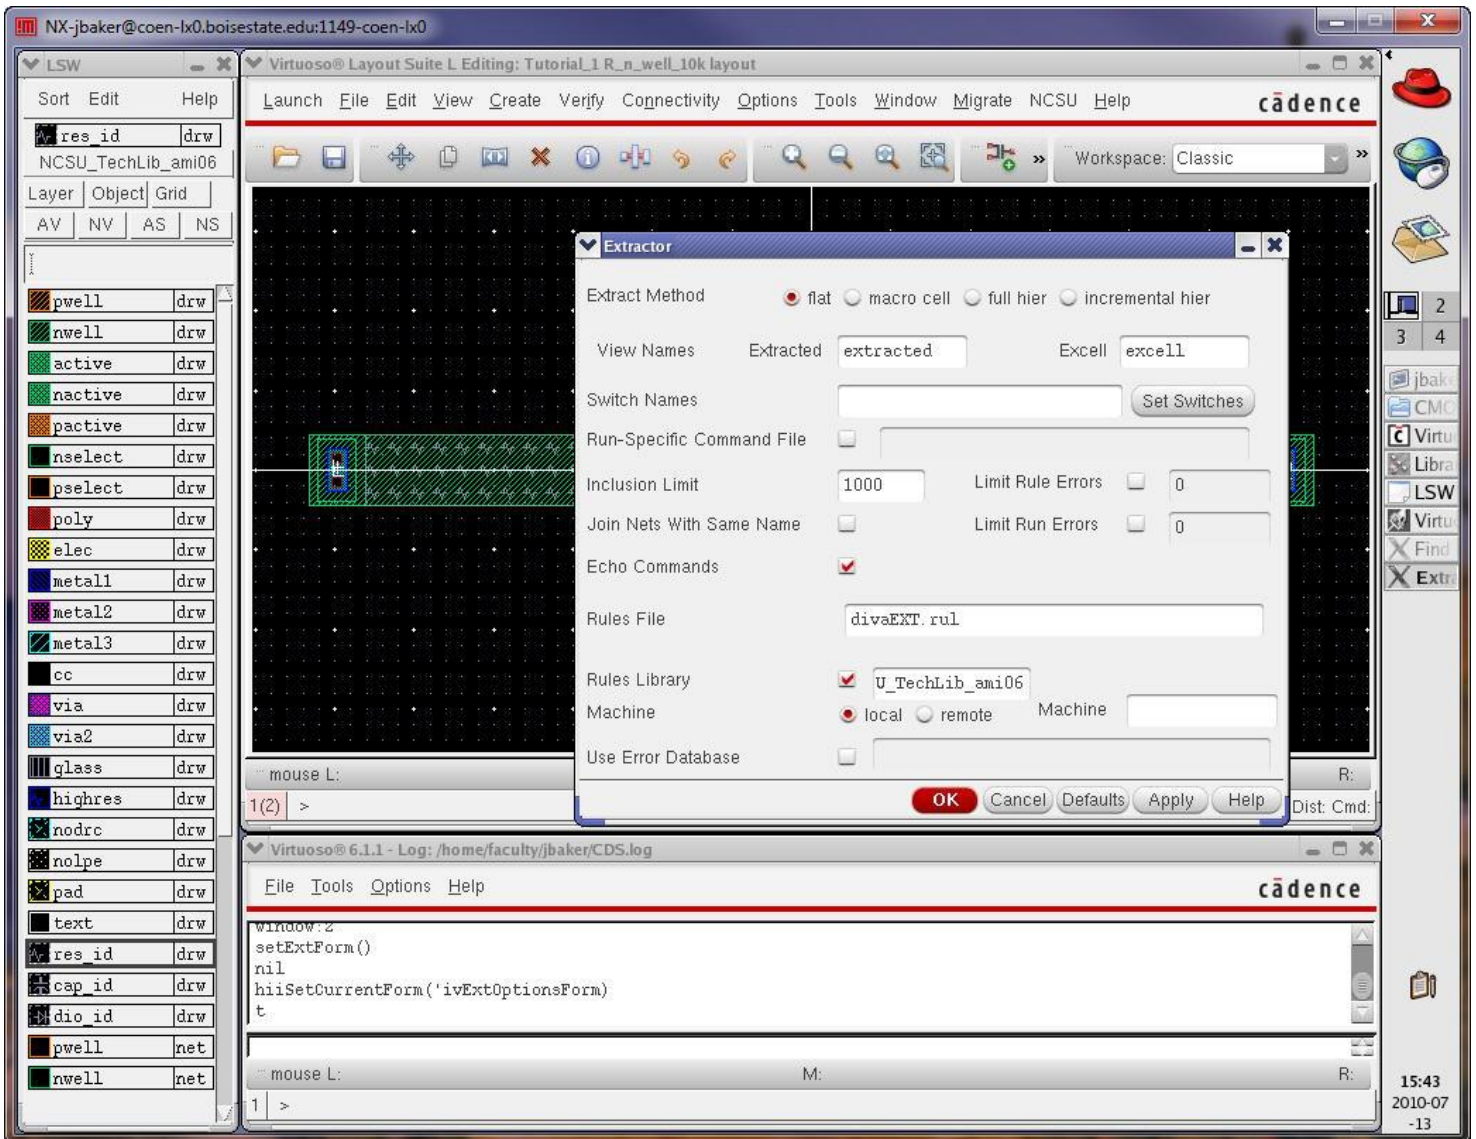 NX-jbaker@coen-lx0.boisestate.edu:1149-coen-lx0
LSW
Sort Edit Help
res_id drw
NCSU_TechLib_ami06
Layer Object Grid
AV NV AS NS
pwell drw
nwell drw
active drw
nactive drw
pactive drw
nselect drw
pselect drw
poly drw
elec drw
metal1 drw
metal2 drw
metal3 drw
cc drw
via drw
via2 drw
glass drw
highres drw
nodrc drw
nolpe drw
pad drw
text drw
res_id drw
cap_id drw
dio_id drw
pwell net
nwell net
Virtuoso® Layout Suite L Editing: Tutorial_1 R_n_well_10k layout
Launch File Edit View Create Verify Connectivity Options Tools Window Migrate NCSU Help
cādence
» Workspace: Classic »
Extractor
Extract Method flat macro cell full hier incremental hier
View Names Extracted extracted Excell excell
Switch Names Set Switches
Run-Specific Command File
Inclusion Limit 1000 Limit Rule Errors 0
Join Nets With Same Name Limit Run Errors 0
Echo Commands
Rules File divaEXT.rul
Rules Library U_TechLib_ami06
Machine local remote Machine
Use Error Database
OK Cancel Defaults Apply Help
mouse L: R:
1(2) > Dist: Cmd:
Virtuoso® 6.1.1 - Log: /home/faculty/jbaker/CDS.log
File Tools Options Help
cādence
window:2
setExtForm()
nil
hiiSetCurrentForm('ivExtOptionsForm)
t
mouse L: M: R:
1 >
2
3 4
jbak
CMO
Virtu
Libra
LSW
Virtu
Find
Extr
15:43
2010-07
-13